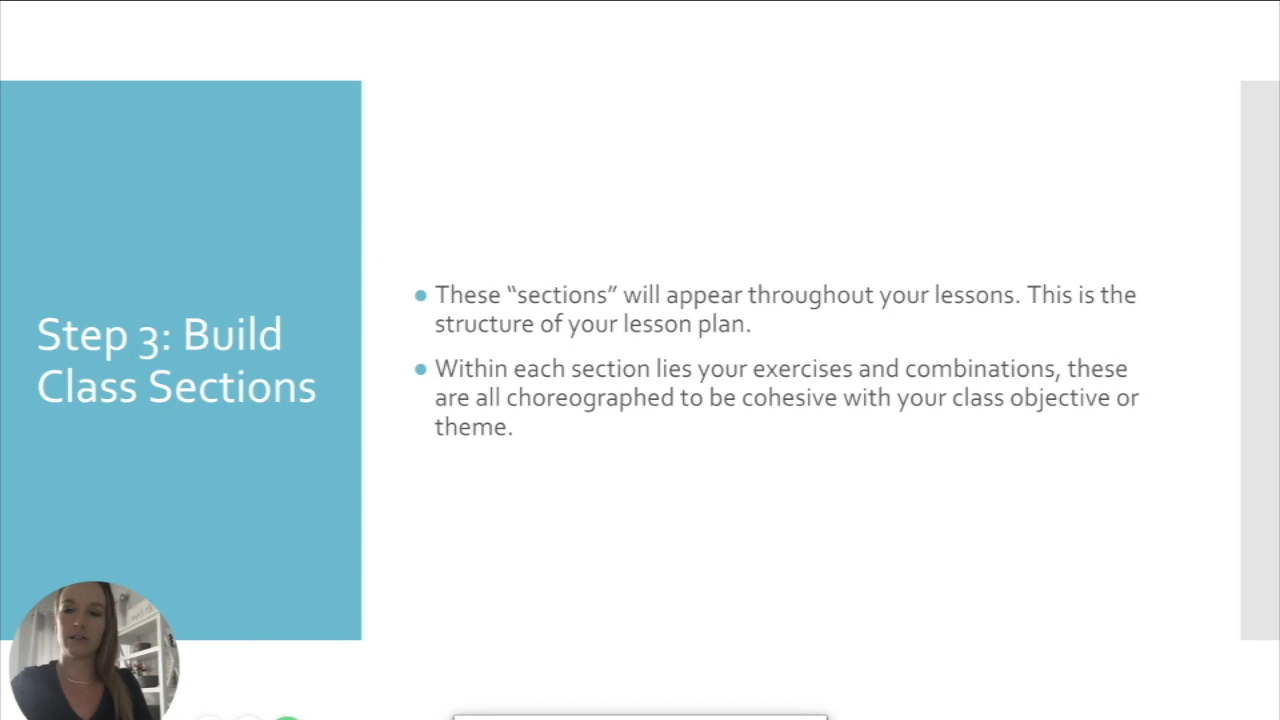 Step 3: Build
Class Sections
These “sections” will appear throughout your lessons. This is the
structure of your lesson plan.
Within each section lies your exercises and combinations, these
are all choreographed to be cohesive with your class objective or
theme.